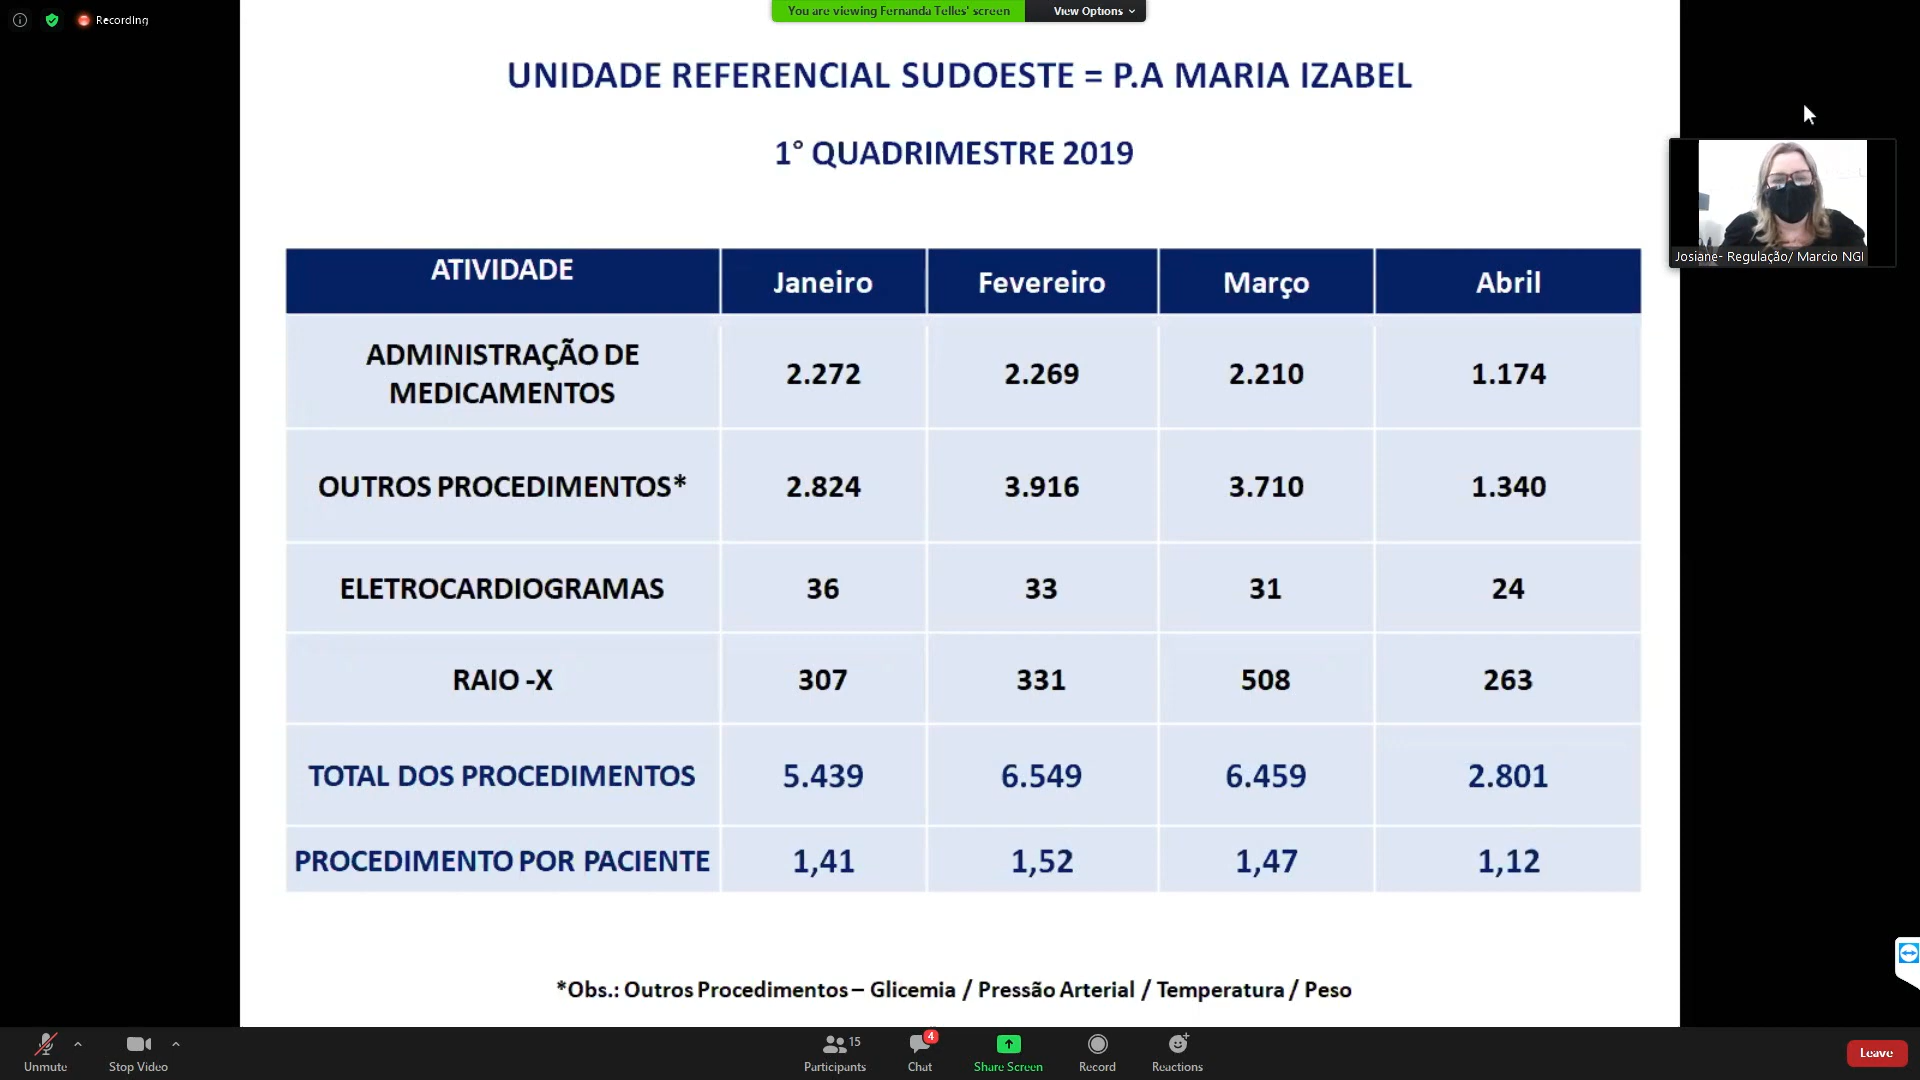 Recording
You are viewing Fernanda Telles' screen
View Options
UNIDADE REFERENCIAL SUDOESTE = P.A MARIA IZABEL
1° QUADRIMESTRE 2019
ATIVIDADE Janeiro Fevereiro Março Abril
ADMINISTRAÇÃO DE
MEDICAMENTOS 2.272 2.269 2.210 1.174
OUTROS PROCEDIMENTOS* 2.824 3.916 3.710 1.340
ELETROCARDIOGRAMAS 36 33 31 24
RAIO -X 307 331 508 263
TOTAL DOS PROCEDIMENTOS 5.439 6.549 6.459 2.801
PROCEDIMENTO POR PACIENTE 1,41 1,52 1,47 1,12
*Obs.: Outros Procedimentos – Glicemia / Pressão Arterial / Temperatura / Peso
Josiane- Regulação/ Marcio NGI
Unmute
Stop Video
15
Participants
4
Chat
Share Screen
Record
Reactions
Leave